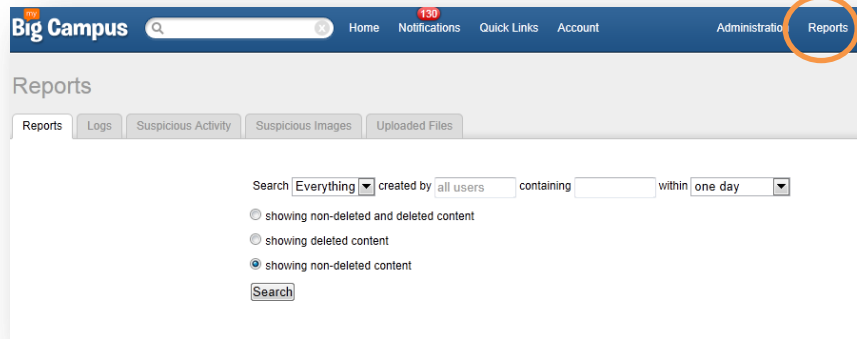 my
Big Campus Home Notifications 130 Quick Links Account Administration Reports
Reports
Reports Logs Suspicious Activity Suspicious Images Uploaded Files
Search Everything created by all users containing within one day
showing non-deleted and deleted content
showing deleted content
showing non-deleted content
Search